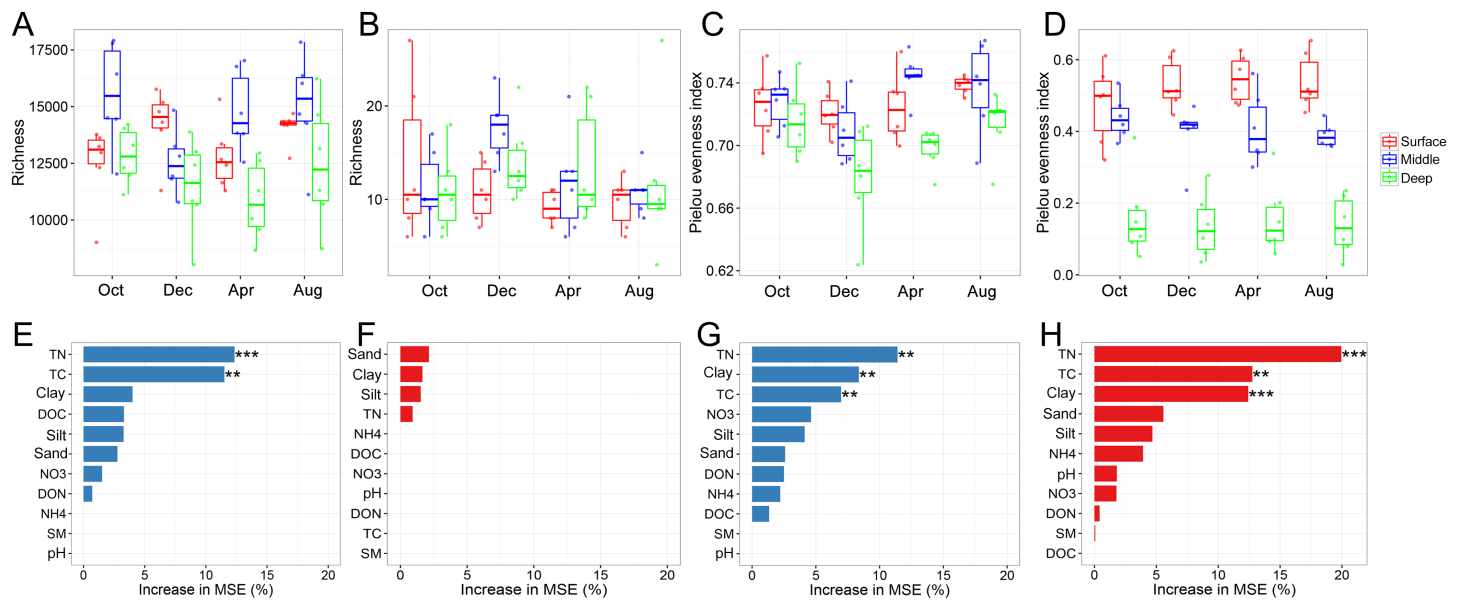 A
Richness
17500
15000
12500
10000
Oct Dec Apr Aug
B
Richness
20
10
Oct Dec Apr Aug
C
Pielou evenness index
0.74
0.70
0.66
0.62
Oct Dec Apr Aug
D
Pielou evennness index
0.6
0.4
0.2
0.0
Oct Dec Apr Aug
Surface
Middle
Deep
E
TN ***
TC **
Clay
DOC
Silt
Sand
NO3
DON
NH4
SM
pH
0 5 10 15 20
Increase in MSE (%)
F
Sand
Clay
Silt
TN
NH4
DOC
NO3
pH
DON
TC
SM
0 5 10 15 20
Increase in MSE (%)
G
TN **
Clay **
TC **
NO3
Silt
Sand
DON
NH4
DOC
SM
pH
0 5 10 15 20
Increase in MSE (%)
H
TN ***
TC **
Clay ***
Sand
Silt
NH4
pH
NO3
DON
SM
DOC
0 5 10 15 20
Increase in MSE (%)